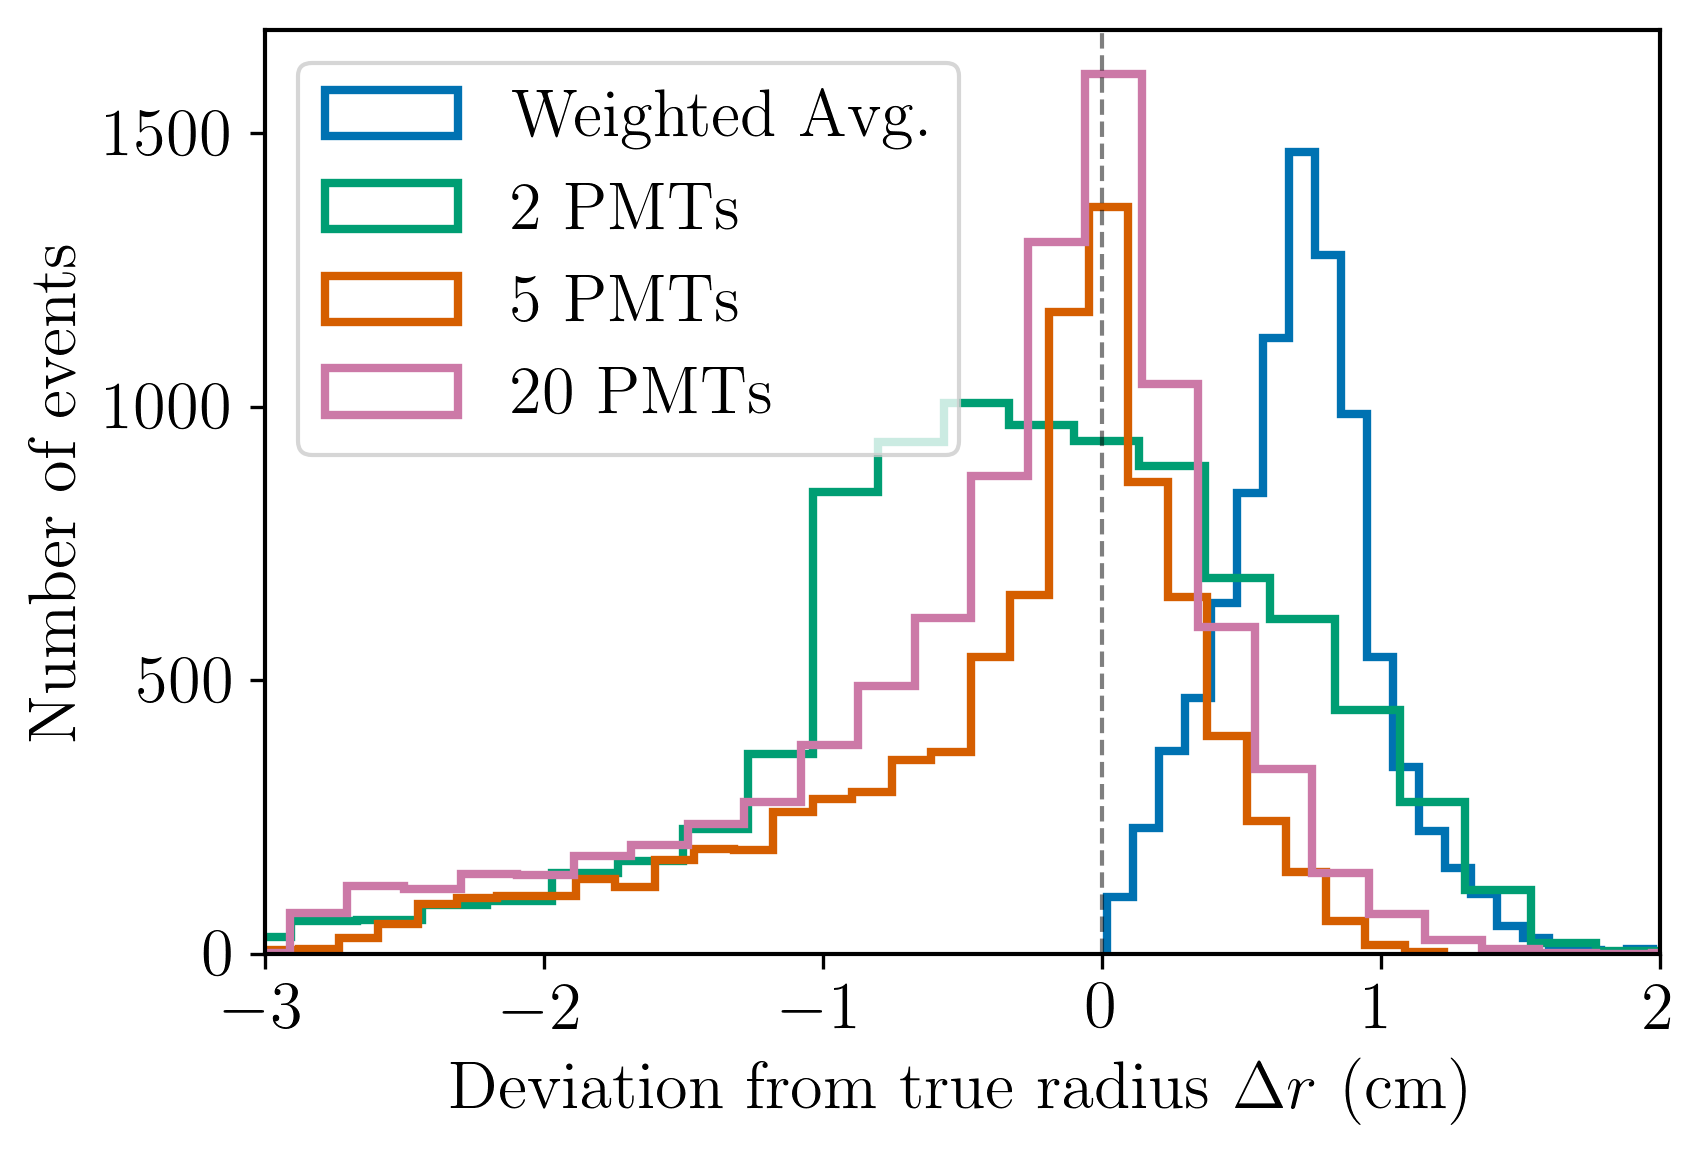 Weighted Avg.
2 PMTs
5 PMTs
20 PMTs
Number of events
1500
1000
500
0
−3
−2
−1
0
1
2
Deviation from true radius Δr (cm)